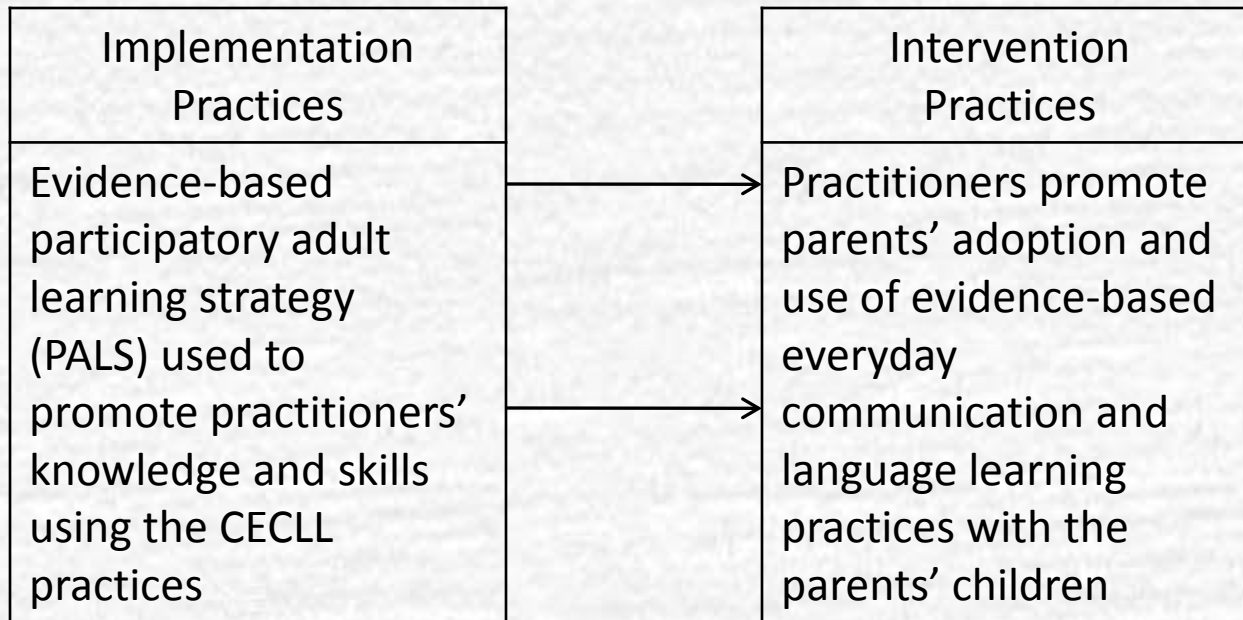 Implementation
Practices
Evidence-based
participatory adult
learning strategy
(PALS) used to
promote practitioners’
knowledge and skills
using the CECLL
practices
Intervention
Practices
Practitioners promote
parents’ adoption and
use of evidence-based
everyday
communication and
language learning
practices with the
parents’ children